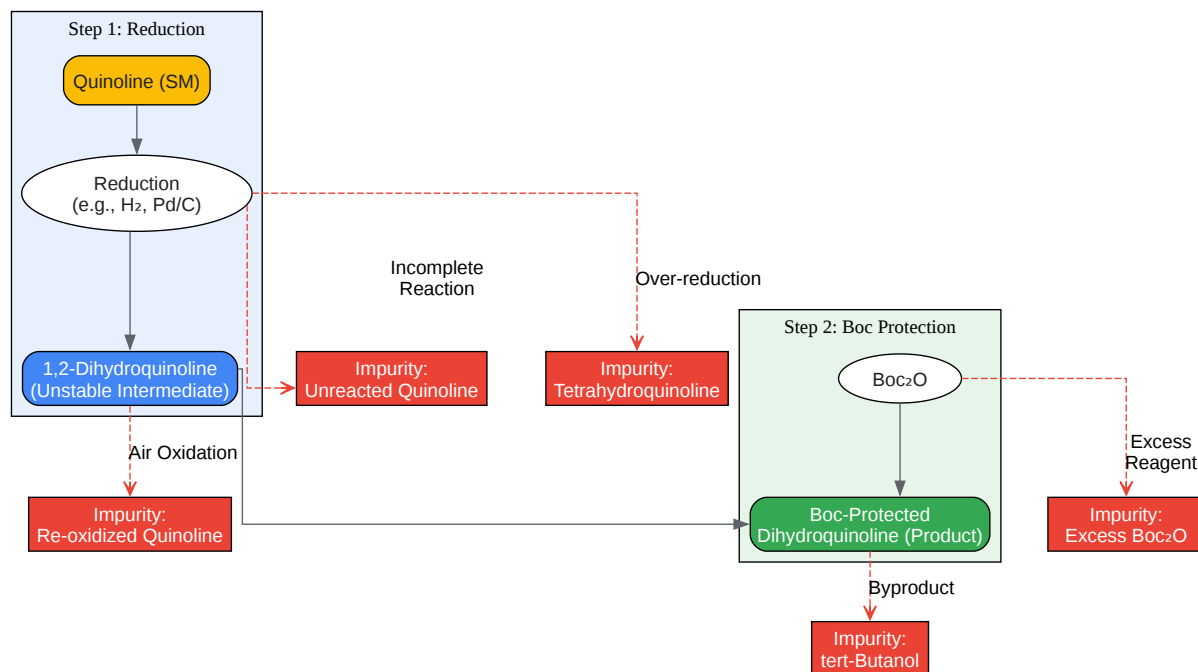 Step 1: Reduction
Quinoline (SM)
Reduction
(e.g., H₂, Pd/C)
Incomplete
Reaction
Over-reduction
Step 2: Boc Protection
1,2-Dihydroquinoline
(Unstable Intermediate)
Impurity:
Unreacted Quinoline
Impurity:
Tetrahydroquinoline
Boc₂O
Air Oxidation
Excess
Reagent
Impurity:
Re-oxidized Quinoline
Boc-Protected
Dihydroquinoline (Product)
Impurity:
Excess Boc₂O
Byproduct
Impurity:
tert-Butanol